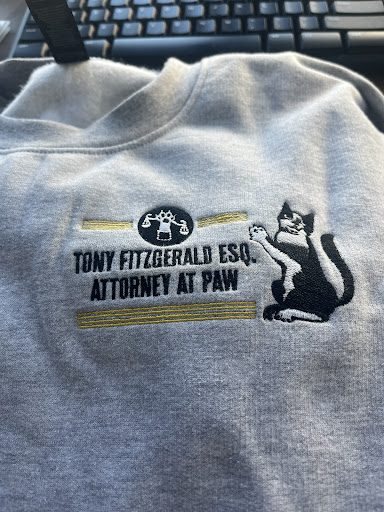 TONY FITZGERALD ESQ.
ATTORNEY AT PAW